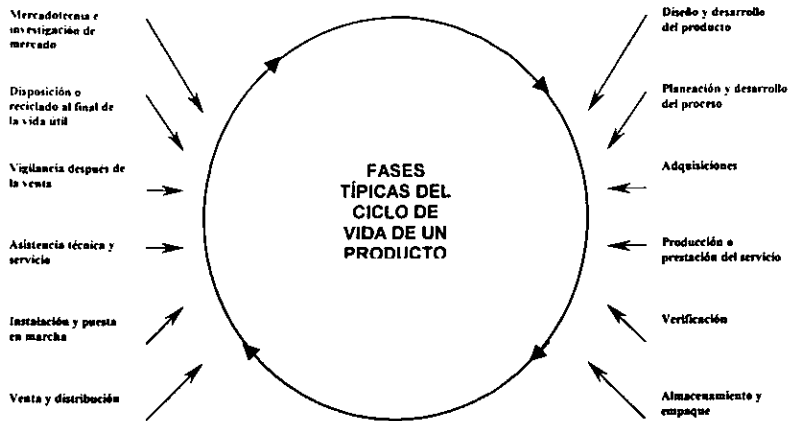 Mercadotecnia e
investigación de
mercado
Disposición o
reciclado al final de
la vida útil
Vigilancia después de
la venta
Asistencia técnica y
servicio
Instalación y puesta
en marcha
Venta y distribución
FASES
TÍPICAS DEL
CICLO DE
VIDA DE UN
PRODUCTO
Diseño y desarrollo
del producto
Planeación y desarrollo
del proceso
Adquisiciones
Producción o
prestación del servicio
Verificación
Almacenamiento y
empaque